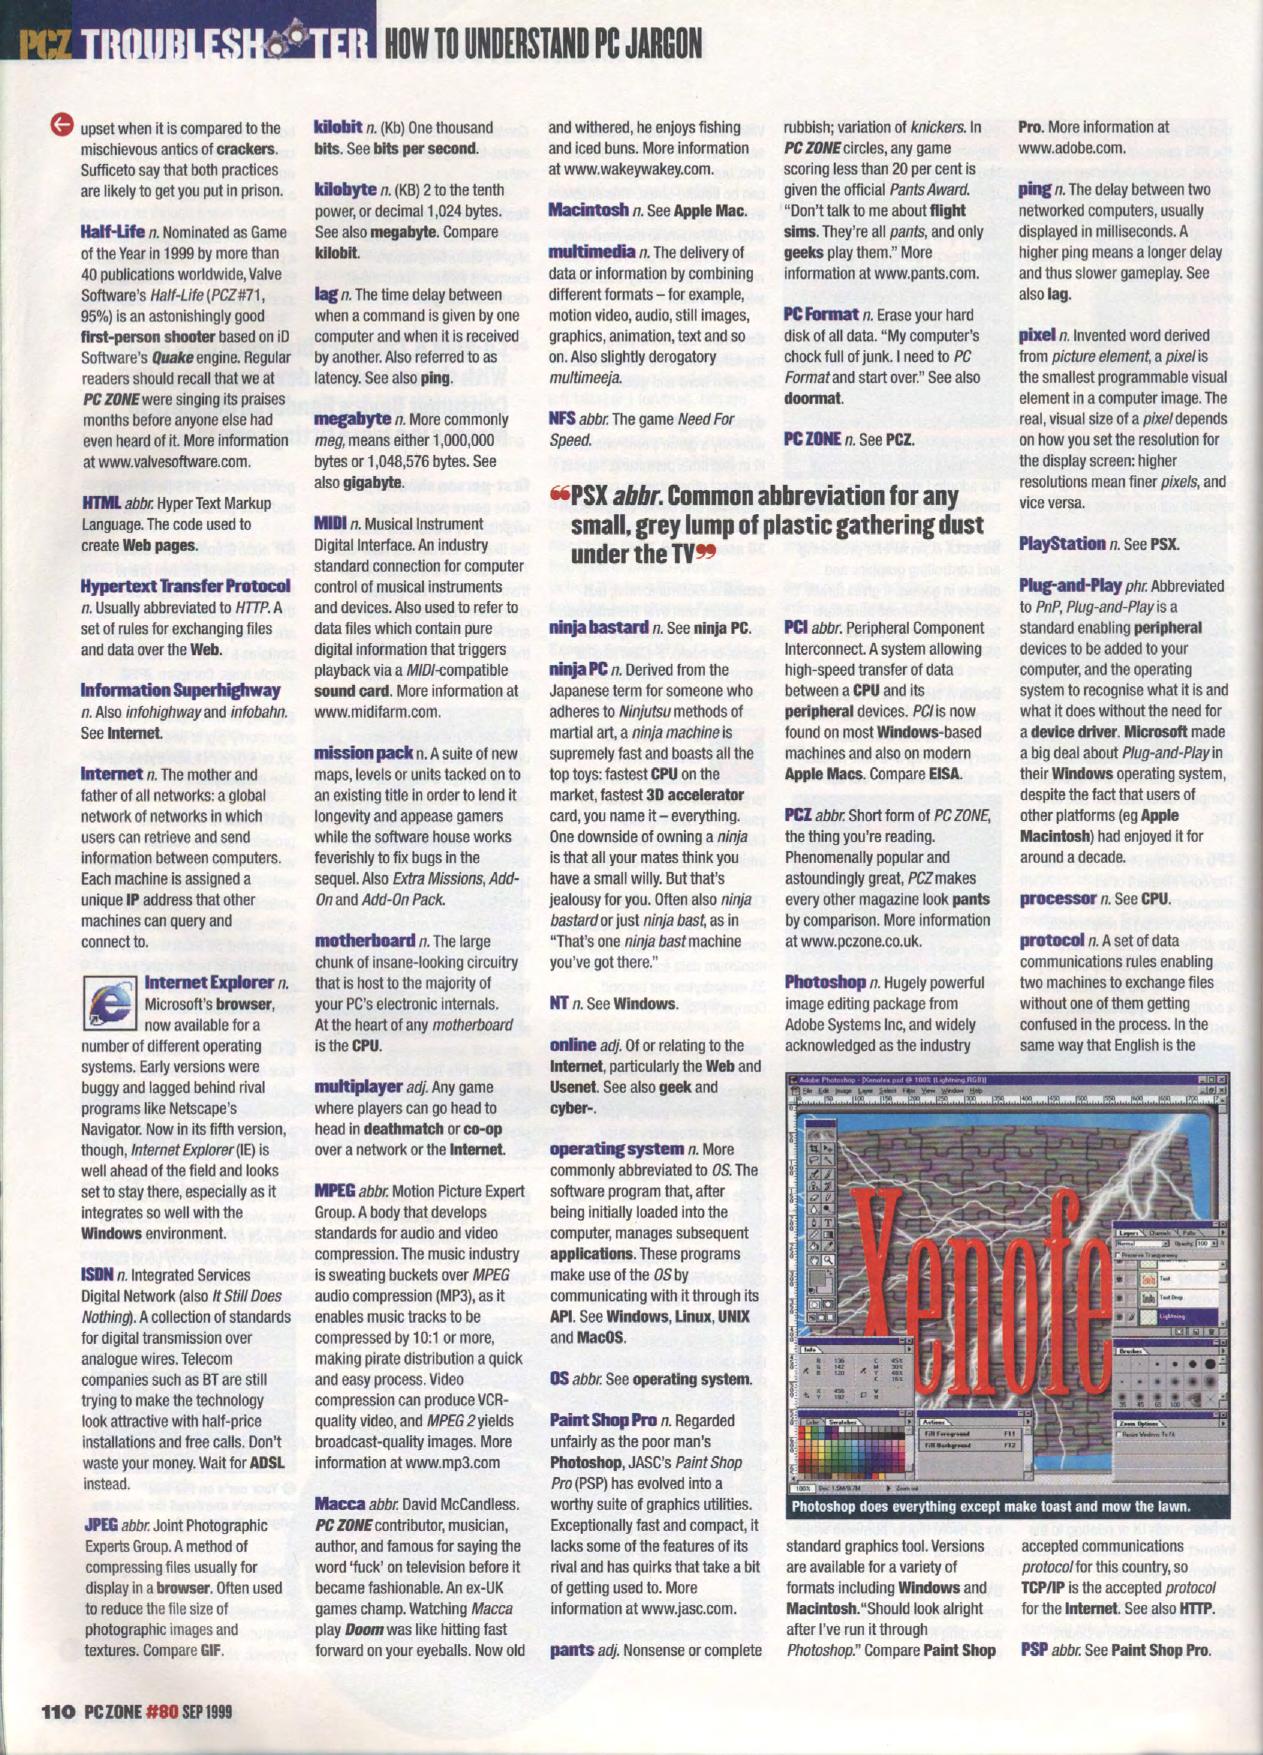 PCZ TROUBLESHOOTER HOW TO UNDERSTAND PC JARGON
upset when it is compared to the
mischievous antics of crackers.
Sufficeto say that both practices
are likely to get you put in prison.
Half-Life n. Nominated as Game
of the Year in 1999 by more than
40 publications worldwide, Valve
Software's Half-Life (PCZ #71,
95%) is an astonishingly good
first-person shooter based on iD
Software's Quake engine. Regular
readers should recall that we at
PC ZONE were singing its praises
months before anyone else had
even heard of it. More information
at www.valvesoftware.com.
HTML abbr. Hyper Text Markup
Language. The code used to
create Web pages.
Hypertext Transfer Protocol
n. Usually abbreviated to HTTP. A
set of rules for exchanging files
and data over the Web.
Information Superhighway
n. Also infohighway and infobahn.
See Internet.
Internet n. The mother and
father of all networks: a global
network of networks in which
users can retrieve and send
information between computers.
Each machine is assigned a
unique IP address that other
machines can query and
connect to.
Internet Explorer n.
Microsoft's browser,
now available for a
number of different operating
systems. Early versions were
buggy and lagged behind rival
programs like Netscape's
Navigator. Now in its fifth version,
though, Internet Explorer (IE) is
well ahead of the field and looks
set to stay there, especially as it
integrates so well with the
Windows environment.
ISDN n. Integrated Services
Digital Network (also It Still Does
Nothing). A collection of standards
for digital transmission over
analogue wires. Telecom
companies such as BT are still
trying to make the technology
look attractive with half-price
installations and free calls. Don't
waste your money. Wait for ADSL
instead.
JPEG abbr. Joint Photographic
Experts Group. A method of
compressing files usually for
display in a browser. Often used
to reduce the file size of
photographic images and
textures. Compare GIF.
kilobit n. (Kb) One thousand
bits. See bits per second.
kilobyte n. (KB) 2 to the tenth
power, or decimal 1,024 bytes.
See also megabyte. Compare
kilobit.
lag n. The time delay between
when a command is given by one
computer and when it is received
by another. Also referred to as
latency. See also ping.
megabyte n. More commonly
meg, means either 1,000,000
bytes or 1,048,576 bytes. See
also gigabyte.
MIDI n. Musical Instrument
Digital Interface. An industry
standard connection for computer
control of musical instruments
and devices. Also used to refer to
data files which contain pure
digital information that triggers
playback via a MIDI-compatible
sound card. More information at
www.midifarm.com.
mission pack n. A suite of new
maps, levels or units tacked on to
an existing title in order to lend it
longevity and appease gamers
while the software house works
feverishly to fix bugs in the
sequel. Also Extra Missions, Add-
On and Add-On Pack.
motherboard n. The large
chunk of insane-looking circuitry
that is host to the majority of
your PC's electronic internals.
At the heart of any motherboard
is the CPU.
multiplayer adj. Any game
where players can go head to
head in deathmatch or co-op
over a network or the Internet.
MPEG abbr. Motion Picture Expert
Group. A body that develops
standards for audio and video
compression. The music industry
is sweating buckets over MPEG
audio compression (MP3), as it
enables music tracks to be
compressed by 10:1 or more,
making pirate distribution a quick
and easy process. Video
compression can produce VCR-
quality video, and MPEG 2 yields
broadcast-quality images. More
information at www.mp3.com
Macca abbr. David McCandless.
PC ZONE contributor, musician,
author, and famous for saying the
word 'fuck' on television before it
became fashionable. An ex-UK
games champ. Watching Macca
play Doom was like hitting fast
forward on your eyeballs. Now old
and withered, he enjoys fishing
and iced buns. More information
at www.wakeywakey.com.
Macintosh n. See Apple Mac.
multimedia n. The delivery of
data or information by combining
different formats – for example,
motion video, audio, still images,
graphics, animation, text and so
on. Also slightly derogatory
multimeeja.
NFS abbr. The game Need For
Speed.
“PSX abbr. Common abbreviation for any
small, grey lump of plastic gathering dust
under the TV”
ninja bastard n. See ninja PC.
ninja PC n. Derived from the
Japanese term for someone who
adheres to Ninjutsu methods of
martial art, a ninja machine is
supremely fast and boasts all the
top toys: fastest CPU on the
market, fastest 3D accelerator
card, you name it – everything.
One downside of owning a ninja
is that all your mates think you
have a small willy. But that's
jealousy for you. Often also ninja
bastard or just ninja bast, as in
"That's one ninja bast machine
you've got there."
NT n. See Windows.
online adj. Of or relating to the
Internet, particularly the Web and
Usenet. See also geek and
cyber-.
operating system n. More
commonly abbreviated to OS. The
software program that, after
being initially loaded into the
computer, manages subsequent
applications. These programs
make use of the OS by
communicating with it through its
API. See Windows, Linux, UNIX
and MacOS.
OS abbr. See operating system.
Paint Shop Pro n. Regarded
unfairly as the poor man's
Photoshop, JASC's Paint Shop
Pro (PSP) has evolved into a
worthy suite of graphics utilities.
Exceptionally fast and compact, it
lacks some of the features of its
rival and has quirks that take a bit
of getting used to. More
information at www.jasc.com.
pants adj. Nonsense or complete
rubbish; variation of knickers. In
PC ZONE circles, any game
scoring less than 20 per cent is
given the official Pants Award.
"Don't talk to me about flight
sims. They're all pants, and only
geeks play them." More
information at www.pants.com.
PC Format n. Erase your hard
disk of all data. "My computer's
chock full of junk. I need to PC
Format and start over." See also
doormat.
PC ZONE n. See PCZ.
PCI abbr. Peripheral Component
Interconnect. A system allowing
high-speed transfer of data
between a CPU and its
peripheral devices. PCI is now
found on most Windows-based
machines and also on modern
Apple Macs. Compare EISA.
PCZ abbr. Short form of PC ZONE,
the thing you're reading.
Phenomenally popular and
astoundingly great, PCZ makes
every other magazine look pants
by comparison. More information
at www.pczone.co.uk.
Photoshop n. Hugely powerful
image editing package from
Adobe Systems Inc, and widely
acknowledged as the industry
Adobe Photoshop - [Xenofex.psd @ 100% (Lightning,RGB)]
File Edit Image Layer Select Filter View Window Help
Xenofe
Layers Channels Paths
Normal Opacity: 100 %
Preserve Transparency
Text
Text Drop
Lightning
Info
Brushes
35 45 65 100
Color Swatches
Actions
Fill Foreground F11
Fill Background F12
Zoom Options
Resize Windows To Fit
100% Doc: 1.5M/9.7M
Photoshop does everything except make toast and mow the lawn.
standard graphics tool. Versions
are available for a variety of
formats including Windows and
Macintosh. "Should look alright
after I've run it through
Photoshop." Compare Paint Shop
Pro. More information at
www.adobe.com.
ping n. The delay between two
networked computers, usually
displayed in milliseconds. A
higher ping means a longer delay
and thus slower gameplay. See
also lag.
pixel n. Invented word derived
from picture element, a pixel is
the smallest programmable visual
element in a computer image. The
real, visual size of a pixel depends
on how you set the resolution for
the display screen: higher
resolutions mean finer pixels, and
vice versa.
PlayStation n. See PSX.
Plug-and-Play phr. Abbreviated
to PnP, Plug-and-Play is a
standard enabling peripheral
devices to be added to your
computer, and the operating
system to recognise what it is and
what it does without the need for
a device driver. Microsoft made
a big deal about Plug-and-Play in
their Windows operating system,
despite the fact that users of
other platforms (eg Apple
Macintosh) had enjoyed it for
around a decade.
processor n. See CPU.
protocol n. A set of data
communications rules enabling
two machines to exchange files
without one of them getting
confused in the process. In the
same way that English is the
accepted communications
protocol for this country, so
TCP/IP is the accepted protocol
for the Internet. See also HTTP.
PSP abbr. See Paint Shop Pro.
110 PC ZONE #80 SEP 1999